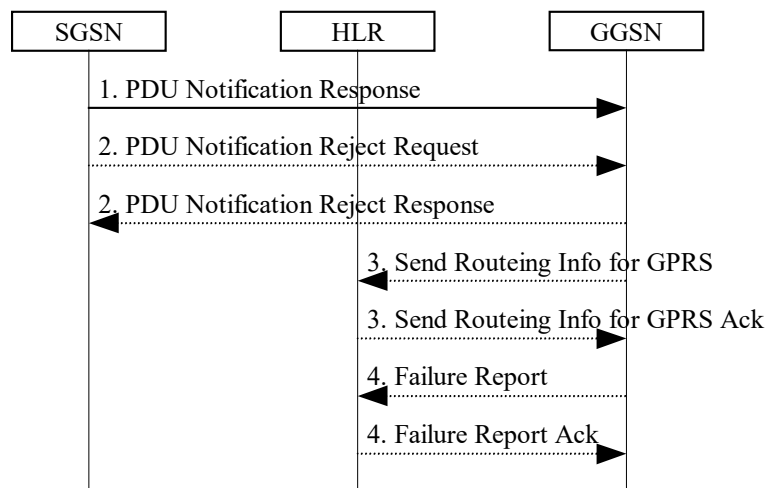 SGSN
HLR
GGSN
1. PDU Notification Response
2. PDU Notification Reject Request
2. PDU Notification Reject Response
3. Send Routeing Info for GPRS
3. Send Routeing Info for GPRS Ack
4. Failure Report
4. Failure Report Ack